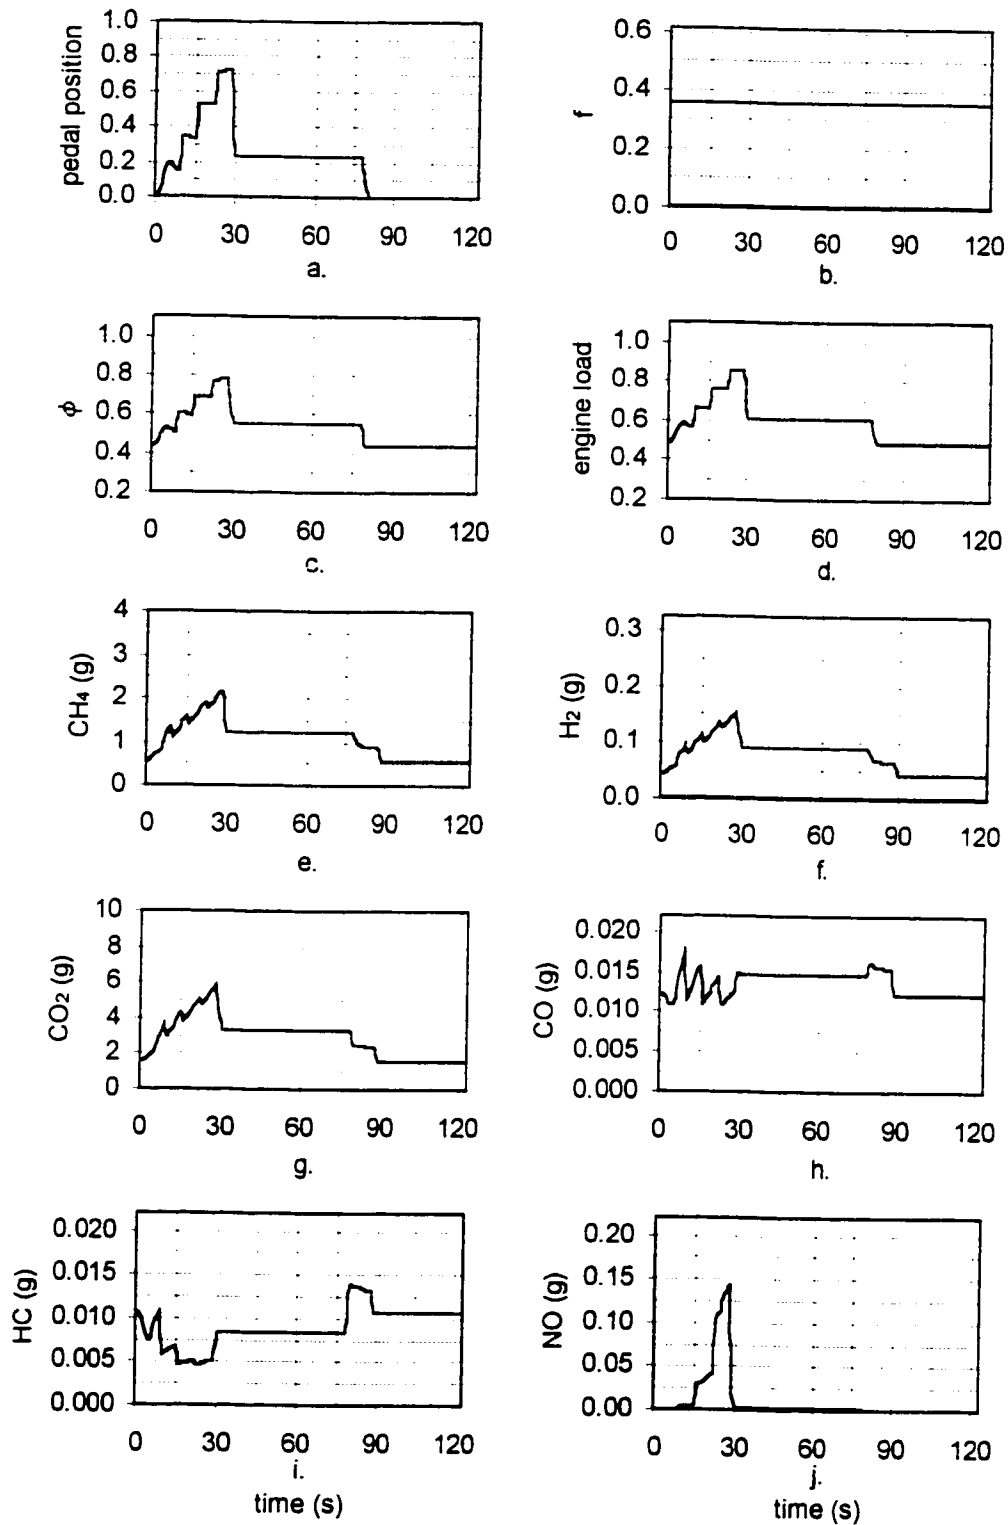 pedal position
1.0
0.8
0.6
0.4
0.2
0.0
0 30 60 90 120
a.
f
0.6
0.4
0.2
0.0
0 30 60 90 120
b.
ϕ
1.0
0.8
0.6
0.4
0.2
0 30 60 90 120
c.
engine load
1.0
0.8
0.6
0.4
0.2
0 30 60 90 120
d.
CH4 (g)
4
3
2
1
0
0 30 60 90 120
e.
H2 (g)
0.3
0.2
0.1
0.0
0 30 60 90 120
f.
CO2 (g)
10
8
6
4
2
0
0 30 60 90 120
g.
CO (g)
0.020
0.015
0.010
0.005
0.000
0 30 60 90 120
h.
HC (g)
0.020
0.015
0.010
0.005
0.000
0 30 60 90 120
i.
time (s)
NO (g)
0.20
0.15
0.10
0.05
0.00
0 30 60 90 120
j.
time (s)